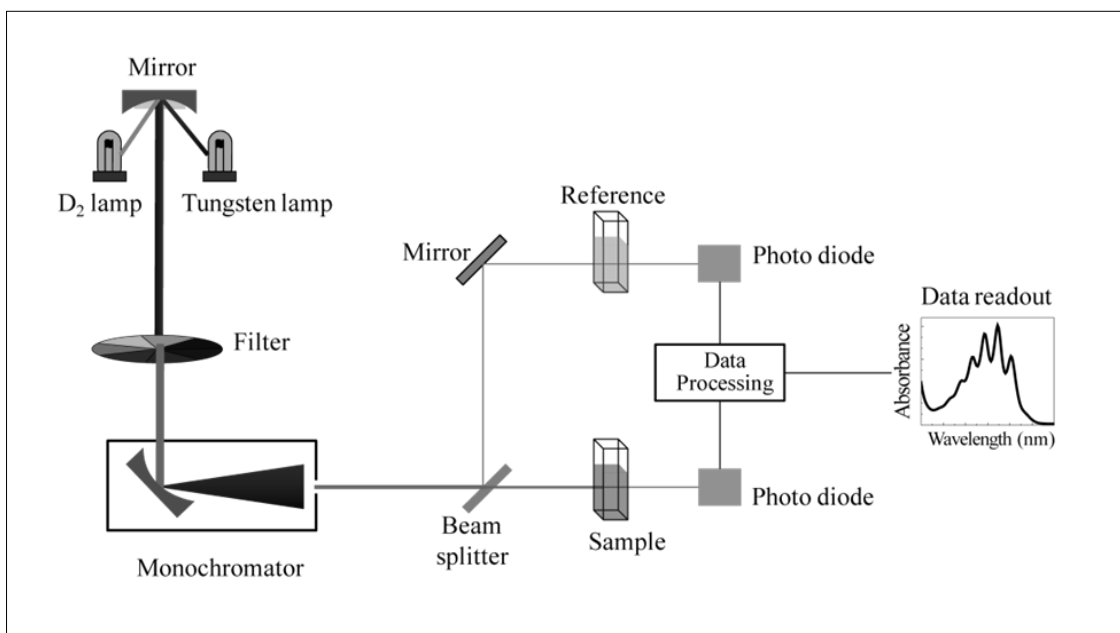 Mirror
D₂ lamp
Tungsten lamp
Filter
Monochromator
Mirror
Beam
splitter
Reference
Sample
Photo diode
Data
Processing
Photo diode
Data readout
Absorbance
Wavelength (nm)